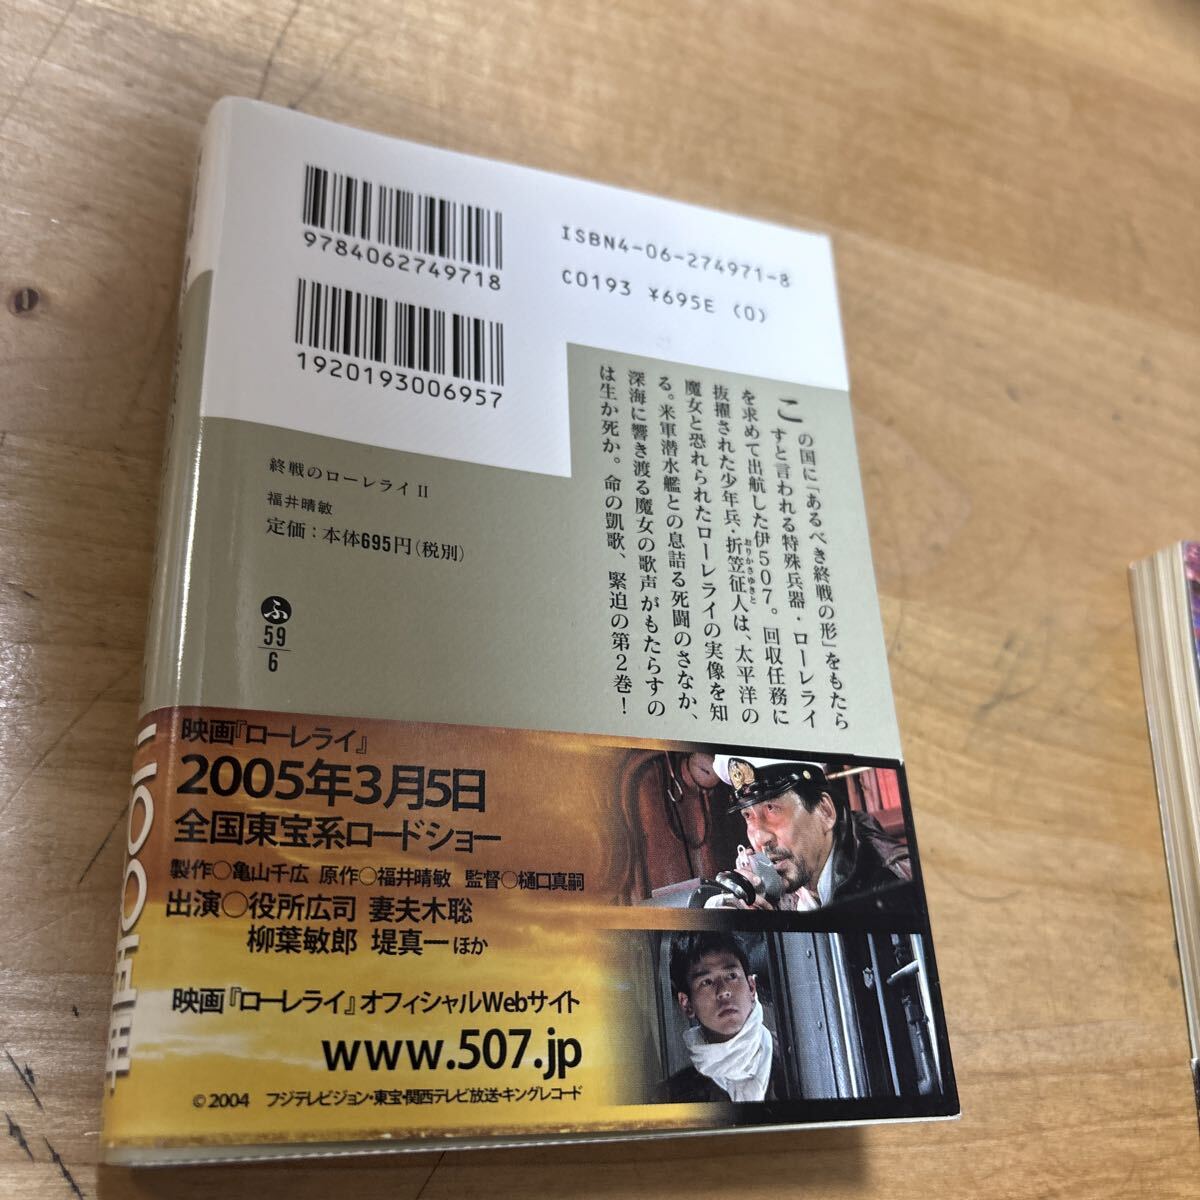 9784062749718
ISBN4-06-274971-8
C0193 ¥695E (0)
1920193006957
終戦のローレライ II
福井晴敏
定価：本体695円（税別）
ふ
59
6
この国に「あるべき終戦の形」をもたら
すと言われる特殊兵器・ローレライ
を求めて出航した伊507。回収任務に
抜擢された少年兵・折笠征人は、太平洋の
おりかさゆきと
魔女と恐れられたローレライの実像を知
る。米軍潜水艦との息詰る死闘のさなか、
深海に響き渡る魔女の歌声がもたらすの
は生か死か。命の凱歌、緊迫の第2巻！
映画『ローレライ』
2005年3月5日
全国東宝系ロードショー
製作○亀山千広 原作○福井晴敏 監督○樋口真嗣
出演○役所広司 妻夫木聡
柳葉敏郎 堤真一 ほか
映画『ローレライ』オフィシャルWebサイト
www.507.jp
©2004 フジテレビジョン・東宝・関西テレビ放送・キングレコード